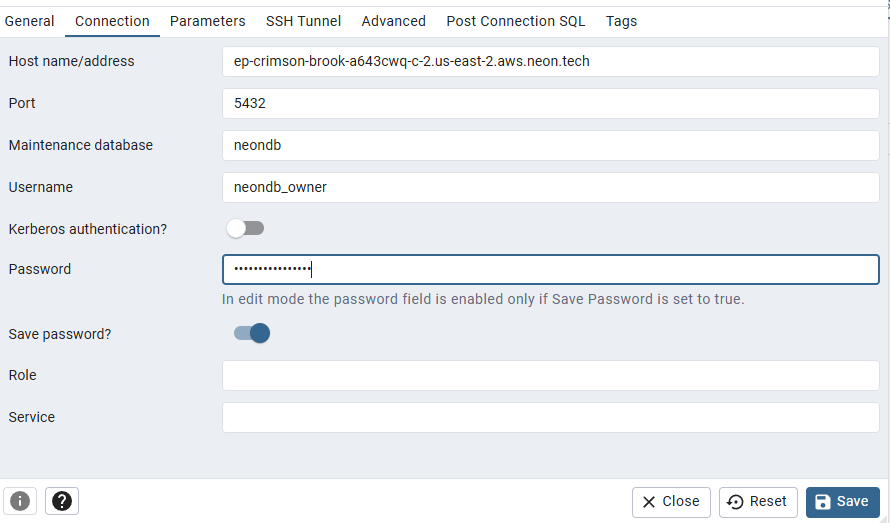 General Connection Parameters SSH Tunnel Advanced Post Connection SQL Tags
Host name/address ep-crimson-brook-a643cwq-c-2.us-east-2.aws.neon.tech
Port 5432
Maintenance database neondb
Username neondb_owner
Kerberos authentication?
Password ••••••••••••••••
In edit mode the password field is enabled only if Save Password is set to true.
Save password?
Role
Service
i ? Close Reset Save